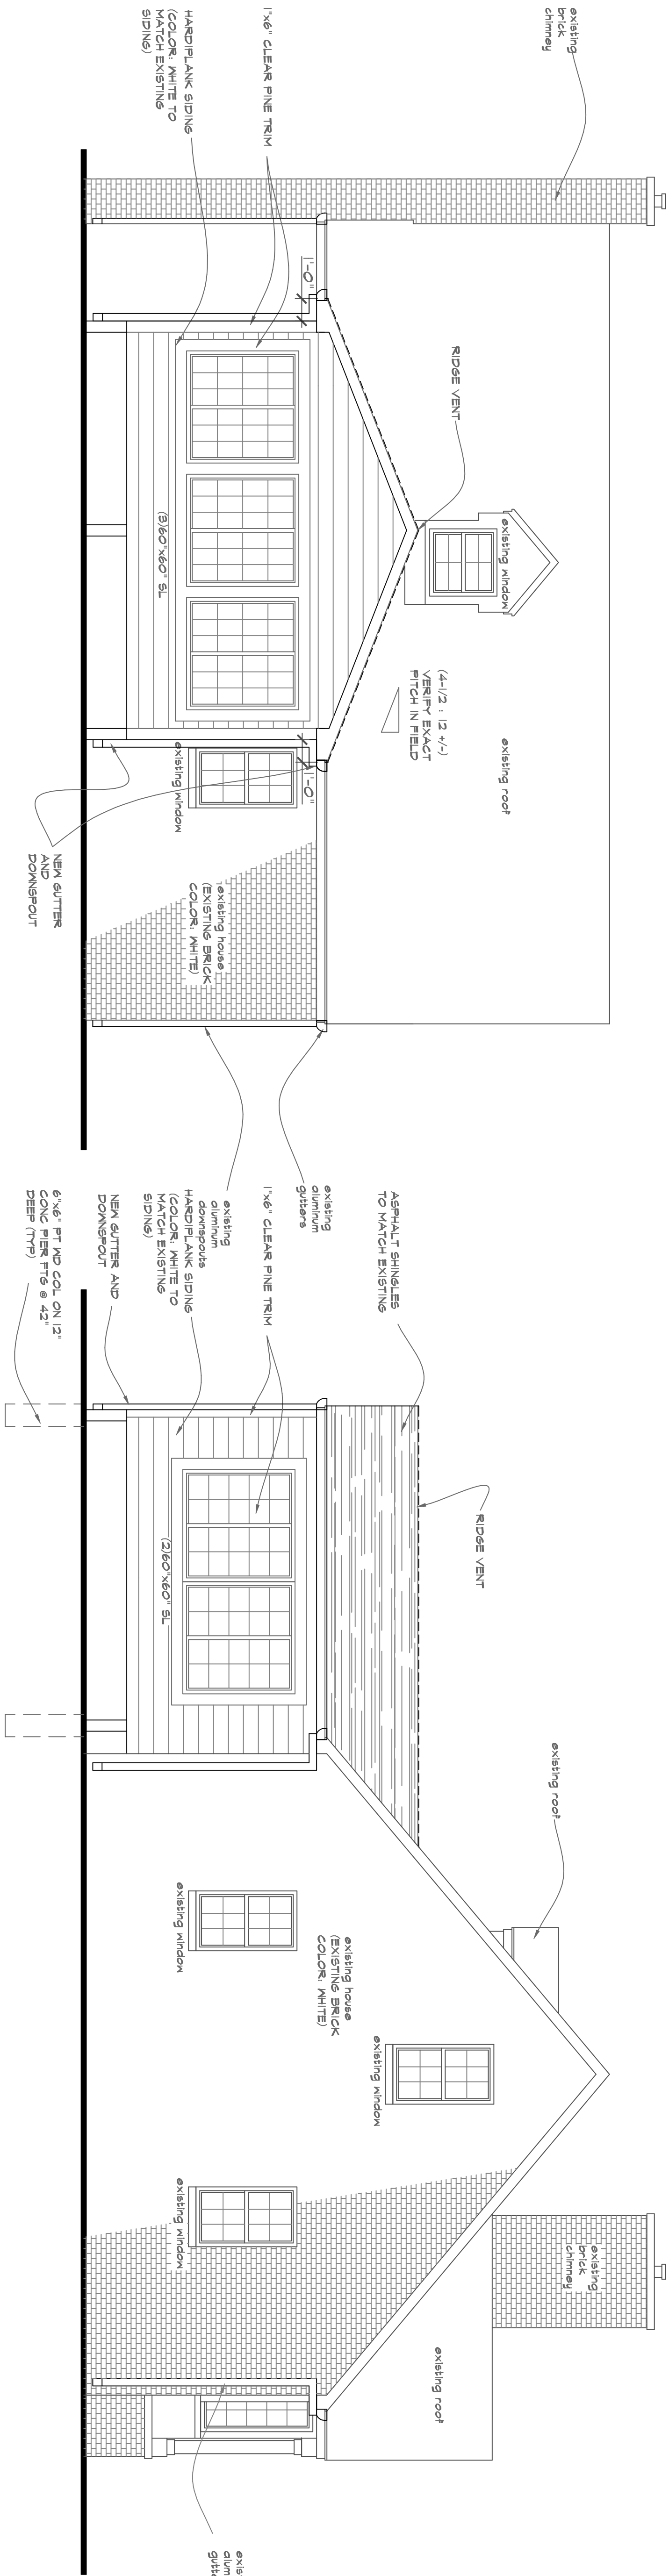 existing
brick
chimney
1"x6" CLEAR PINE TRIM
HARDIPLANK SIDING
(COLOR: WHITE TO
MATCH EXISTING
SIDING)
1'-0"
RIDGE VENT
existing window
(3)60"x60" SL
(4-1/2 : 12 +/-)
VERIFY EXACT
PITCH IN FIELD
existing roof
1'-0"
existing window
NEW GUTTER
AND
DOWNSPOUT
existing house
(EXISTING BRICK
COLOR: WHITE)
existing
aluminum
gutters
existing
aluminum
downspouts
ASPHALT SHINGLES
TO MATCH EXISTING
1"x6" CLEAR PINE TRIM
HARDIPLANK SIDING
(COLOR: WHITE TO
MATCH EXISTING
SIDING)
NEW GUTTER AND
DOWNSPOUT
6"x6" PT WD COL ON 12"
CONC PIER FTG @ 42"
DEEP (TYP)
RIDGE VENT
(2)60"x60" SL
existing roof
existing window
existing house
(EXISTING BRICK
COLOR: WHITE)
existing window
existing window
existing
brick
chimney
existing roof